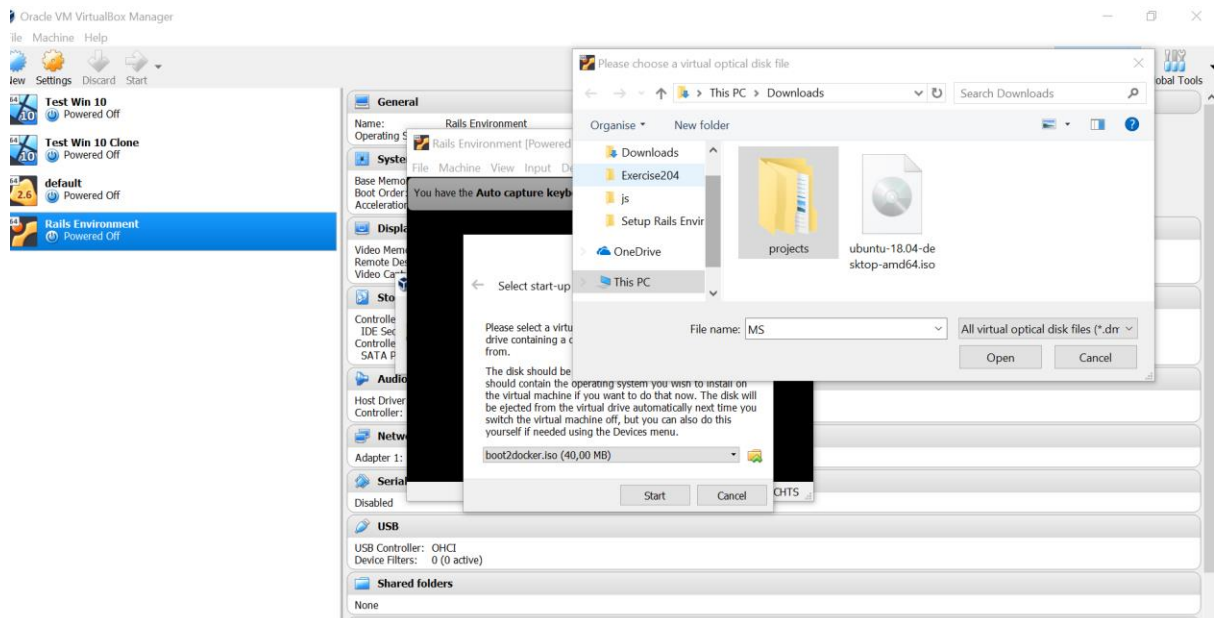 Oracle VM VirtualBox Manager
File Machine Help
New Settings Discard Start
Global Tools
Test Win 10
Powered Off
Test Win 10 Clone
Powered Off
default
Powered Off
Rails Environment
Powered Off
General
Name: Rails Environment
Operating S
Syste
Base Memo
Boot Order:
Acceleration
Displa
Video Mem
Remote Des
Video Capt
Sto
Controlle
IDE Sec
Controlle
SATA P
Audio
Host Driver
Controller:
Netw
Adapter 1:
Serial
Disabled
USB
USB Controller: OHCI
Device Filters: 0 (0 active)
Shared folders
None
Rails Environment [Powered
File Machine View Input De
You have the Auto capture keyb
Select start-up
Please select a virtu
drive containing a d
from.
The disk should be
should contain the operating system you wish to install on
the virtual machine if you want to do that now. The disk will
be ejected from the virtual drive automatically next time you
switch the virtual machine off, but you can also do this
yourself if needed using the Devices menu.
boot2docker.iso (40,00 MB)
Start Cancel
CHTS
Please choose a virtual optical disk file
This PC > Downloads
Search Downloads
Organise New folder
Downloads
Exercise204
js
Setup Rails Envir
OneDrive
This PC
projects
ubuntu-18.04-de
sktop-amd64.iso
File name: MS
All virtual optical disk files (*.dm
Open Cancel